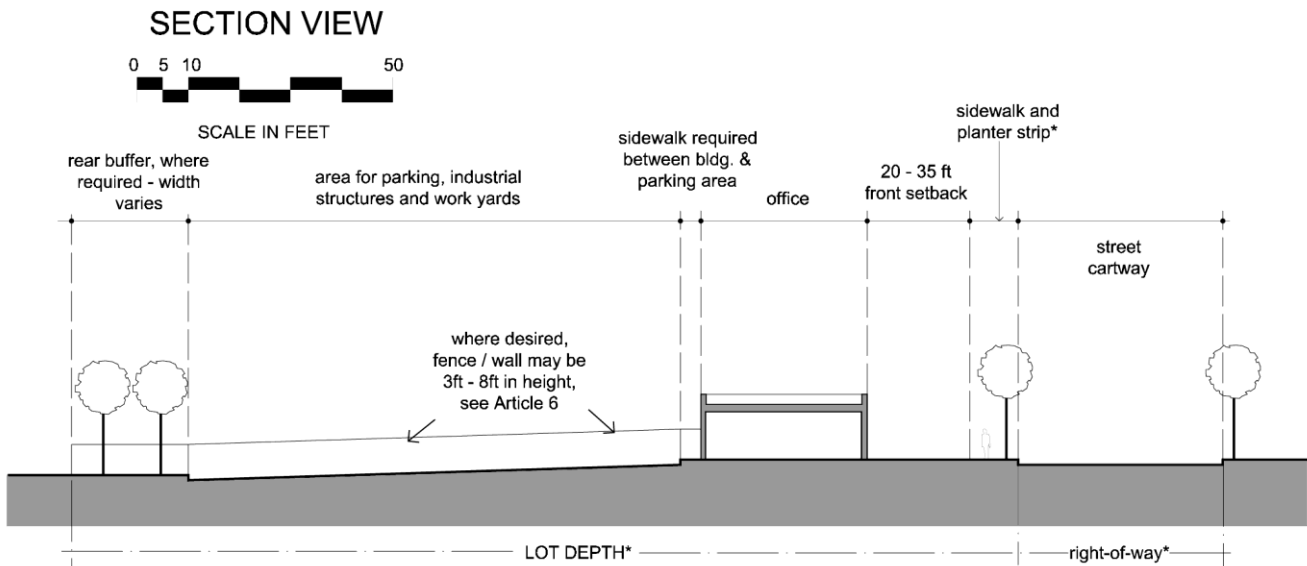 SECTION VIEW
0 5 10 50
SCALE IN FEET
rear buffer, where
required - width
varies
area for parking, industrial
structures and work yards
sidewalk required
between bldg. &
parking area
office
20 - 35 ft
front setback
sidewalk and
planter strip*
street
cartway
where desired,
fence / wall may be
3ft - 8ft in height,
see Article 6
LOT DEPTH*
right-of-way*